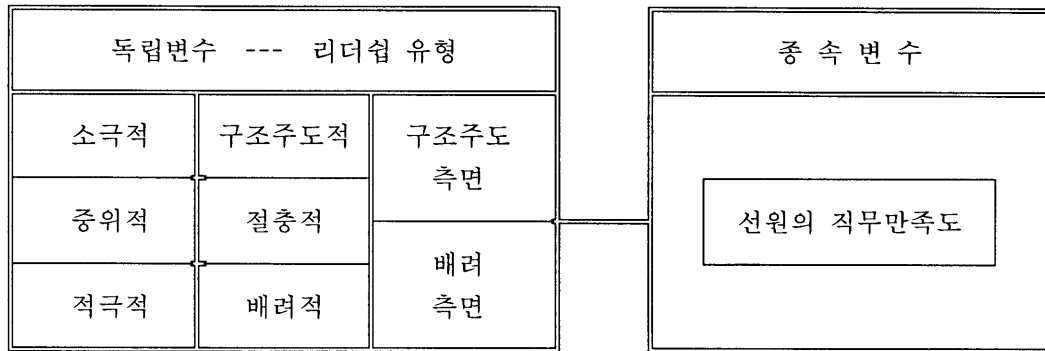 독립변수 --- 리더쉽 유형
종 속 변 수
소극적
구조주도적
구조주도
측면
중위적
절충적
선원의 직무만족도
배려
측면
적극적
배려적